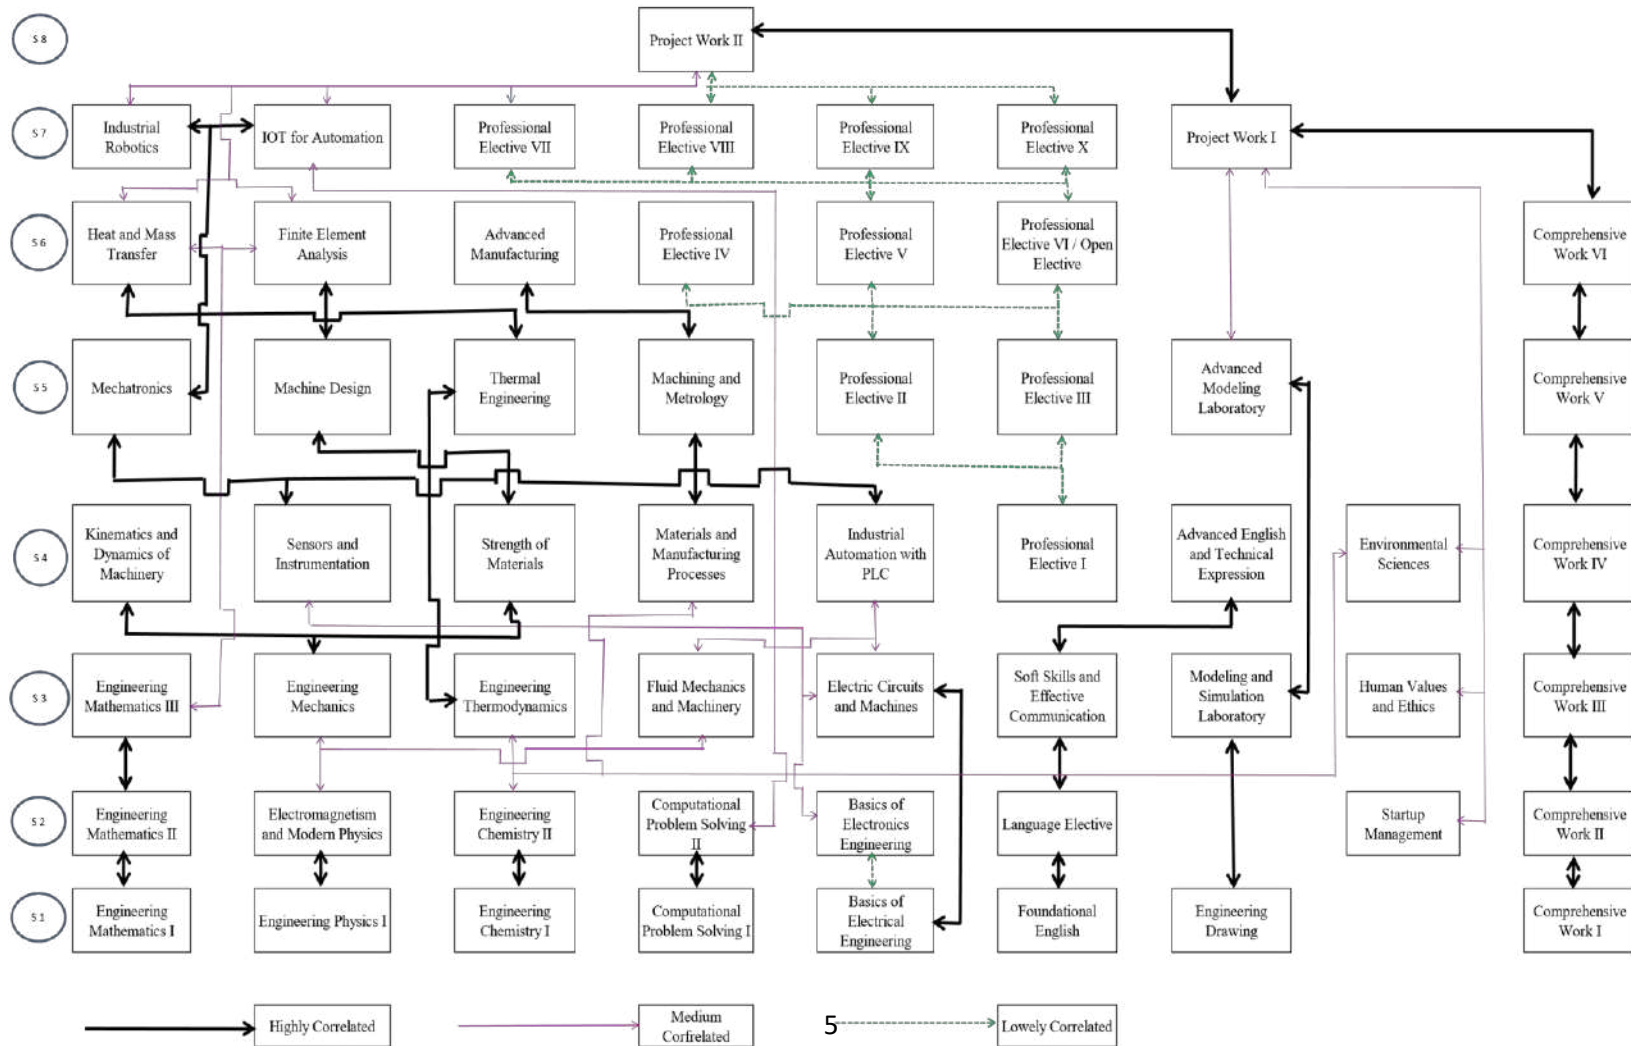 S 8
Project Work II
S 7
Industrial
Robotics
IOT for Automation
Professional
Elective VII
Professional
Elective VIII
Professional
Elective IX
Professional
Elective X
Project Work I
S 6
Heat and Mass
Transfer
Finite Element
Analysis
Advanced
Manufacturing
Professional
Elective IV
Professional
Elective V
Professional
Elective VI / Open
Elective
Comprehensive
Work VI
S 5
Mechatronics
Machine Design
Thermal
Engineering
Machining and
Metrology
Professional
Elective II
Professional
Elective III
Advanced
Modeling
Laboratory
Comprehensive
Work V
S 4
Kinematics and
Dynamics of
Machinery
Sensors and
Instrumentation
Strength of
Materials
Materials and
Manufacturing
Processes
Industrial
Automation with
PLC
Professional
Elective I
Advanced English
and Technical
Expression
Environmental
Sciences
Comprehensive
Work IV
S 3
Engineering
Mathematics III
Engineering
Mechanics
Engineering
Thermodynamics
Fluid Mechanics
and Machinery
Electric Circuits
and Machines
Soft Skills and
Effective
Communication
Modeling and
Simulation
Laboratory
Human Values
and Ethics
Comprehensive
Work III
S 2
Engineering
Mathematics II
Electromagnetism
and Modern Physics
Engineering
Chemistry II
Computational
Problem Solving
II
Basics of
Electronics
Engineering
Language Elective
Startup
Management
Comprehensive
Work II
S 1
Engineering
Mathematics I
Engineering Physics I
Engineering
Chemistry I
Computational
Problem Solving I
Basics of
Electrical
Engineering
Foundational
English
Engineering
Drawing
Comprehensive
Work I
Highly Correlated
Medium
Corfrelated
5
Lowely Correlated